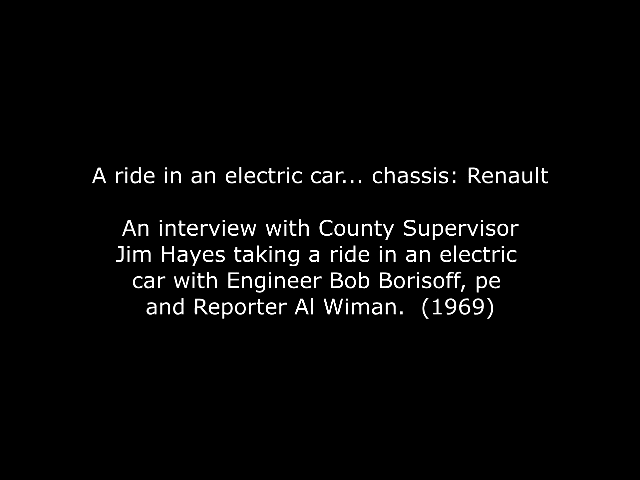 A ride in an electric car... chassis: Renault
An interview with County Supervisor
Jim Hayes taking a ride in an electric
car with Engineer Bob Borisoff, pe
and Reporter Al Wiman.  (1969)